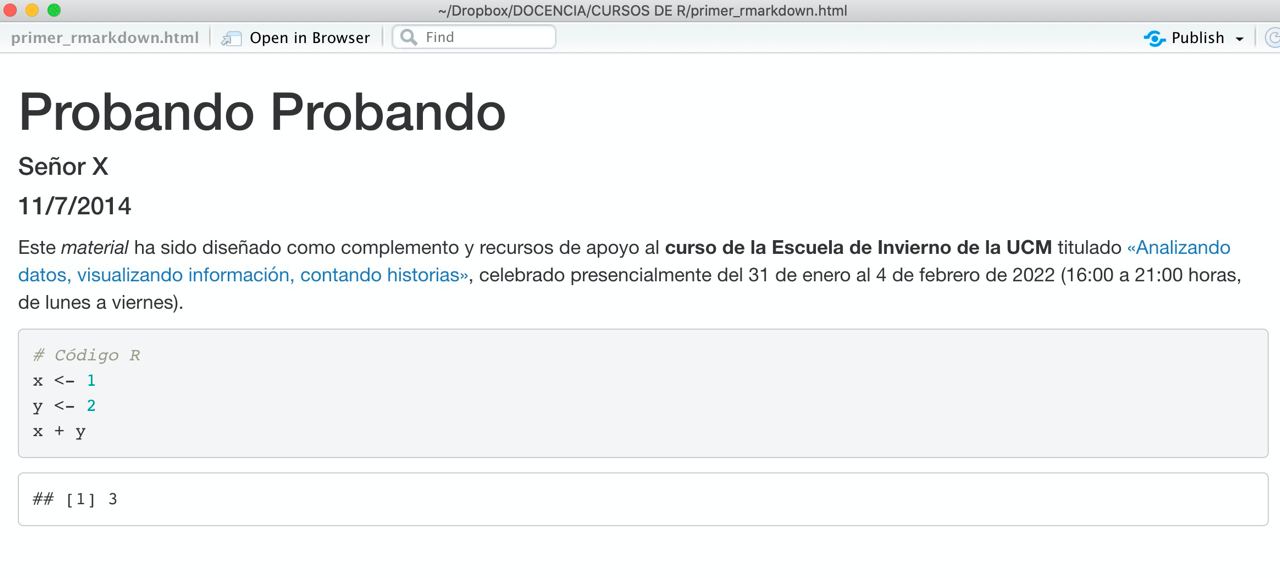 ~/Dropbox/DOCENCIA/CURSOS DE R/primer_rmarkdown.html
primer_rmarkdown.html Open in Browser Find Publish
Probando Probando
Señor X
11/7/2014
Este material ha sido diseñado como complemento y recursos de apoyo al curso de la Escuela de Invierno de la UCM titulado «Analizando
datos, visualizando información, contando historias», celebrado presencialmente del 31 de enero al 4 de febrero de 2022 (16:00 a 21:00 horas,
de lunes a viernes).
# Código R
x <- 1
y <- 2
x + y
## [1] 3